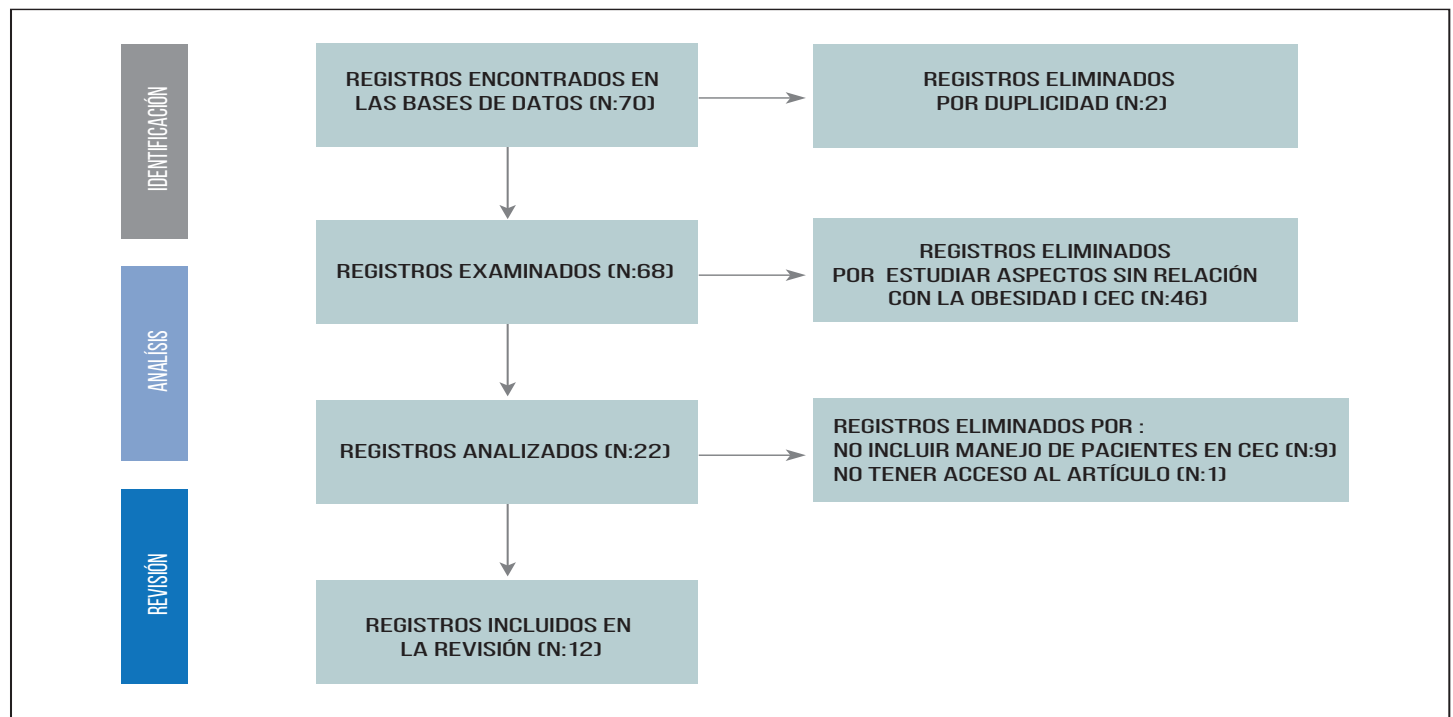 IDENTIFICACIÓN
REGISTROS ENCONTRADOS EN
LAS BASES DE DATOS (N:70)
REGISTROS ELIMINADOS
POR DUPLICIDAD (N:2)
ANALÍSIS
REGISTROS EXAMINADOS (N:68)
REGISTROS ELIMINADOS
POR ESTUDIAR ASPECTOS SIN RELACIÓN
CON LA OBESIDAD I CEC (N:46)
REGISTROS ANALIZADOS (N:22)
REGISTROS ELIMINADOS POR :
NO INCLUIR MANEJO DE PACIENTES EN CEC (N:9)
NO TENER ACCESO AL ARTÍCULO (N:1)
REVISIÓN
REGISTROS INCLUIDOS EN
LA REVISIÓN (N:12)